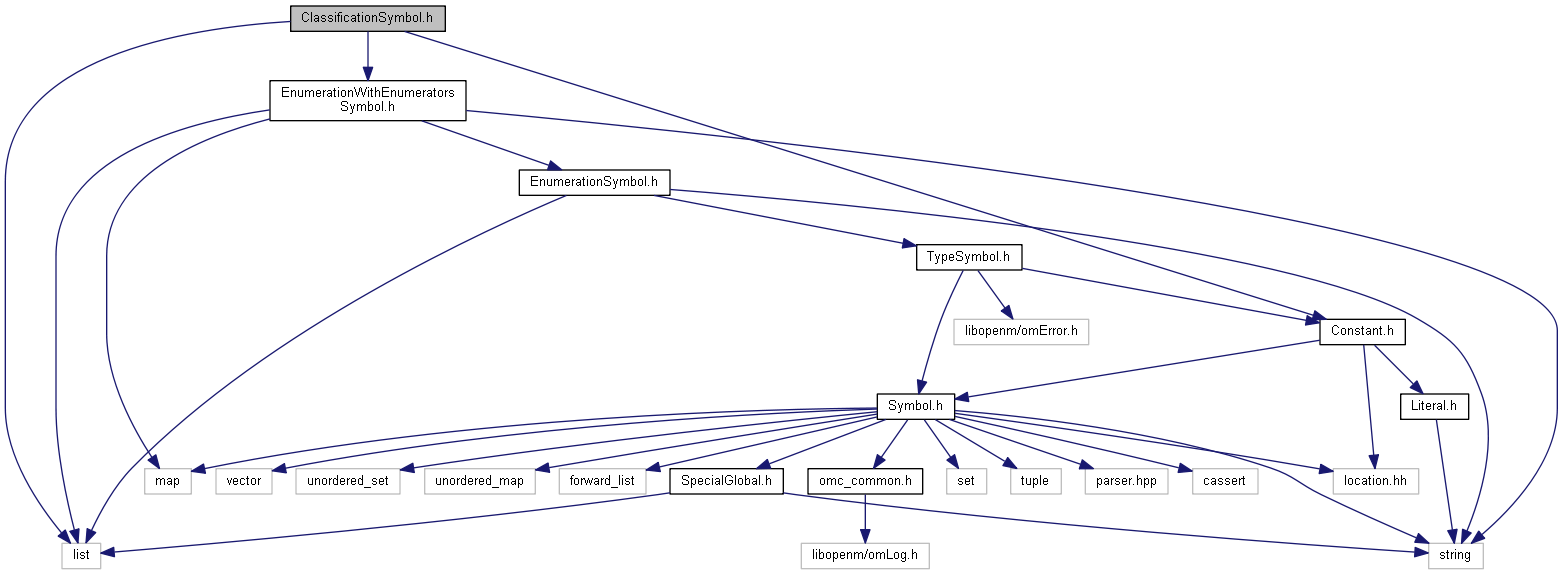 ClassificationSymbol.h
EnumerationWithEnumerators
Symbol.h
EnumerationSymbol.h
TypeSymbol.h
libopenm/omError.h
Constant.h
Symbol.h
Literal.h
map
vector
unordered_set
unordered_map
forward_list
SpecialGlobal.h
omc_common.h
set
tuple
parser.hpp
cassert
location.hh
list
libopenm/omLog.h
string